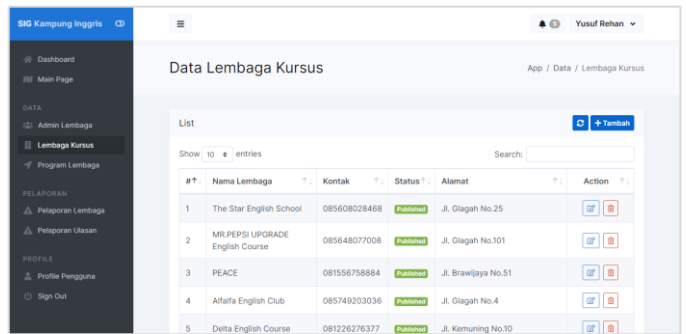 SIG Kampung Inggris
5
Yusuf Rehan
Dashboard
Main Page
DATA
Admin Lembaga
Lembaga Kursus
Program Lembaga
PELAPORAN
Pelaporan Lembaga
Pelaporan Ulasan
PROFILE
Profile Pengguna
Sign Out
Data Lembaga Kursus
App / Data / Lembaga Kursus
List
+ Tambah
Show 10 entries
Search:
# Nama Lembaga Kontak Status Alamat Action
1 The Star English School 085608028468 Published Jl. Glagah No.25
2 MR.PEPSI UPGRADE English Course 085648077008 Published Jl. Glagah No.101
3 PEACE 081556758884 Published Jl. Brawijaya No.51
4 Alfalfa English Club 085749203036 Published Jl. Glagah No.4
5 Delta English Course 081226276377 Published Jl. Kemuning No.10